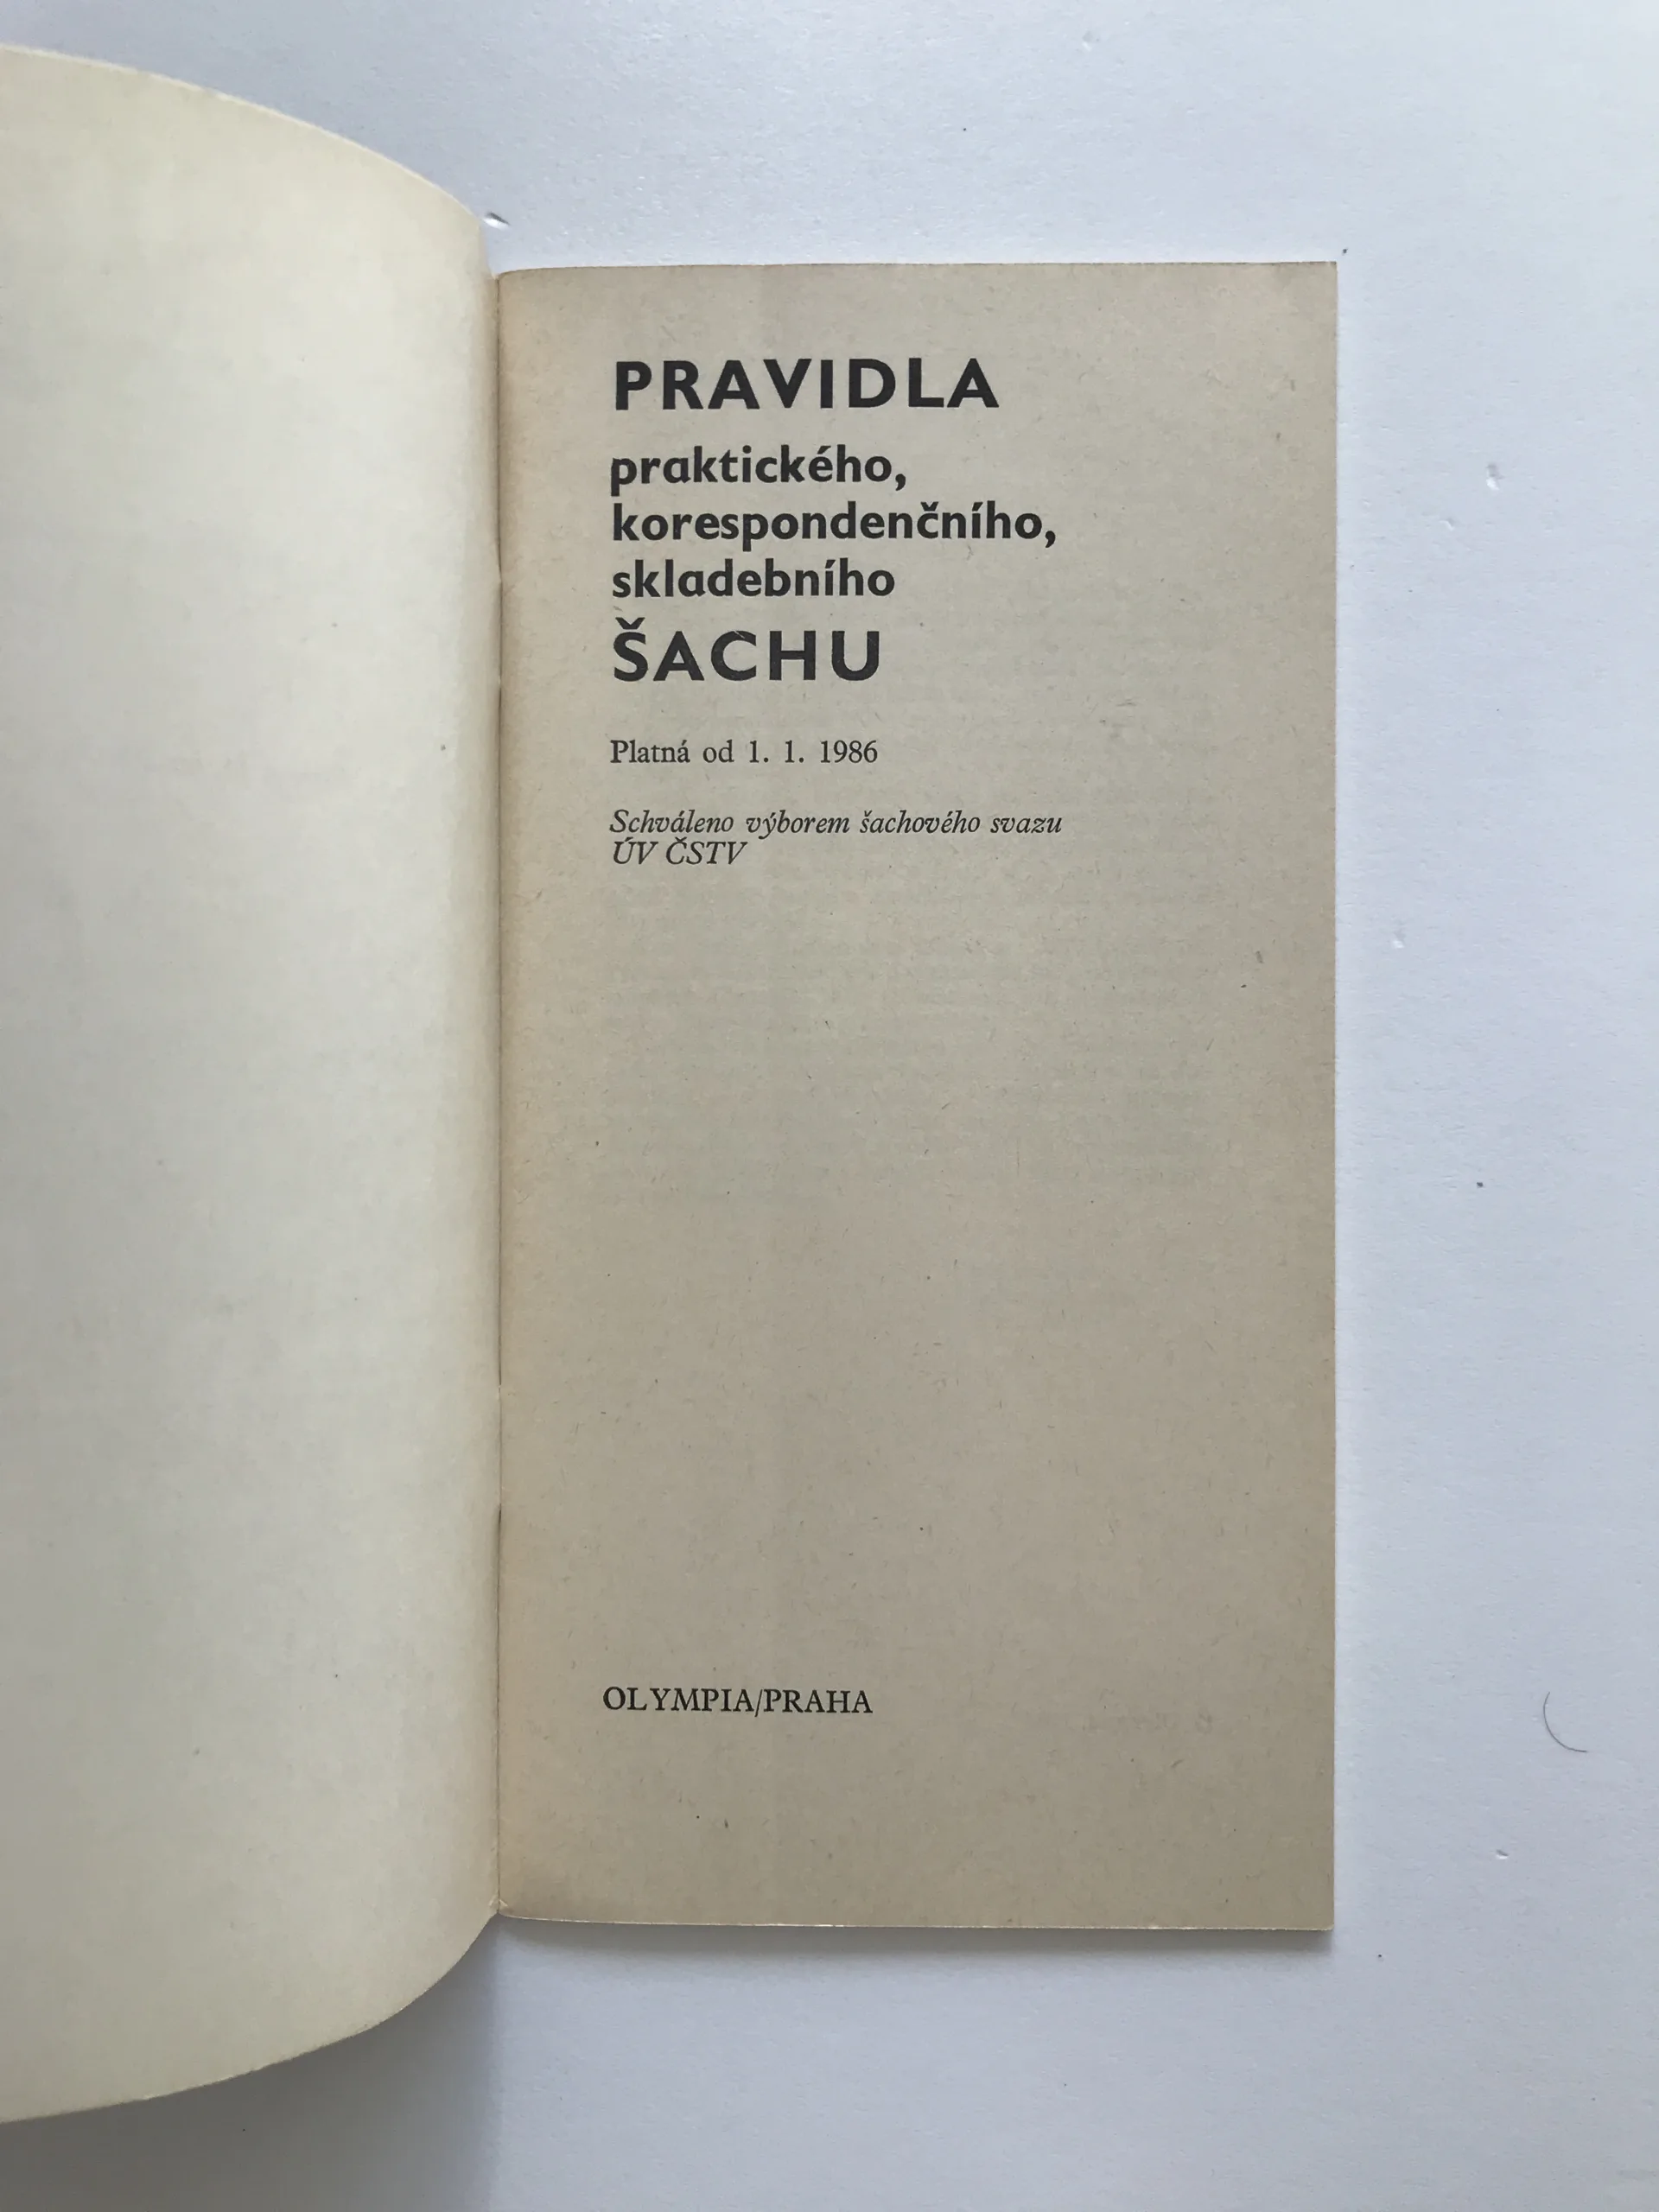 PRAVIDLA
praktického,
korespondenčního,
skladebního
ŠACHU
Platná od 1. 1. 1986
Schváleno výborem šachového svazu
ÚV ČSTV
OLYMPIA/PRAHA